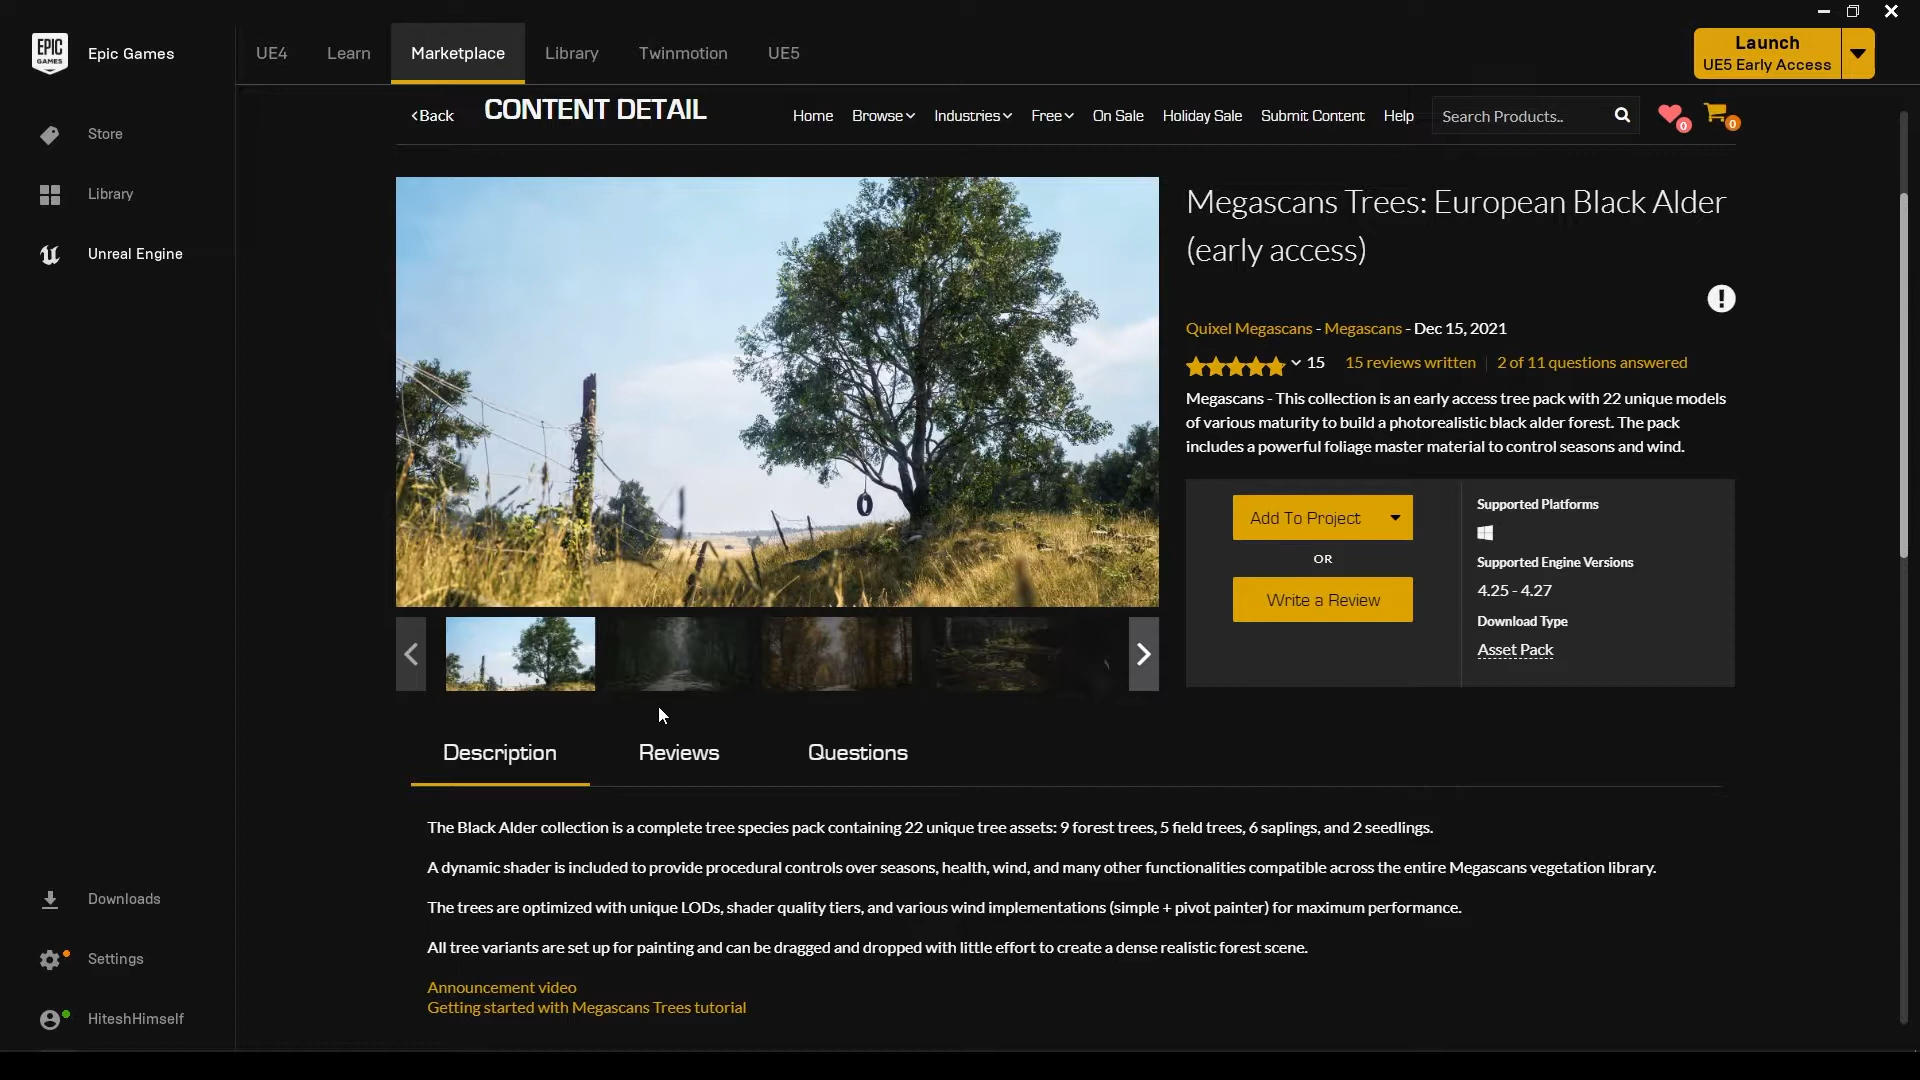 EPIC
GAMES
Epic Games
UE4
Learn
Marketplace
Library
Twinmotion
UE5
Launch
UE5 Early Access
Store
Library
Unreal Engine
Back
CONTENT DETAIL
Home
Browse
Industries
Free
On Sale
Holiday Sale
Submit Content
Help
Search Products..
0
0
Megascans Trees: European Black Alder
(early access)
Quixel Megascans - Megascans - Dec 15, 2021
15
15 reviews written
2 of 11 questions answered
Megascans - This collection is an early access tree pack with 22 unique models
of various maturity to build a photorealistic black alder forest. The pack
includes a powerful foliage master material to control seasons and wind.
Add To Project
OR
Write a Review
Supported Platforms
Supported Engine Versions
4.25 - 4.27
Download Type
Asset Pack
Description
Reviews
Questions
The Black Alder collection is a complete tree species pack containing 22 unique tree assets: 9 forest trees, 5 field trees, 6 saplings, and 2 seedlings.
A dynamic shader is included to provide procedural controls over seasons, health, wind, and many other functionalities compatible across the entire Megascans vegetation library.
The trees are optimized with unique LODs, shader quality tiers, and various wind implementations (simple + pivot painter) for maximum performance.
All tree variants are set up for painting and can be dragged and dropped with little effort to create a dense realistic forest scene.
Announcement video
Getting started with Megascans Trees tutorial
Downloads
Settings
HiteshHimself